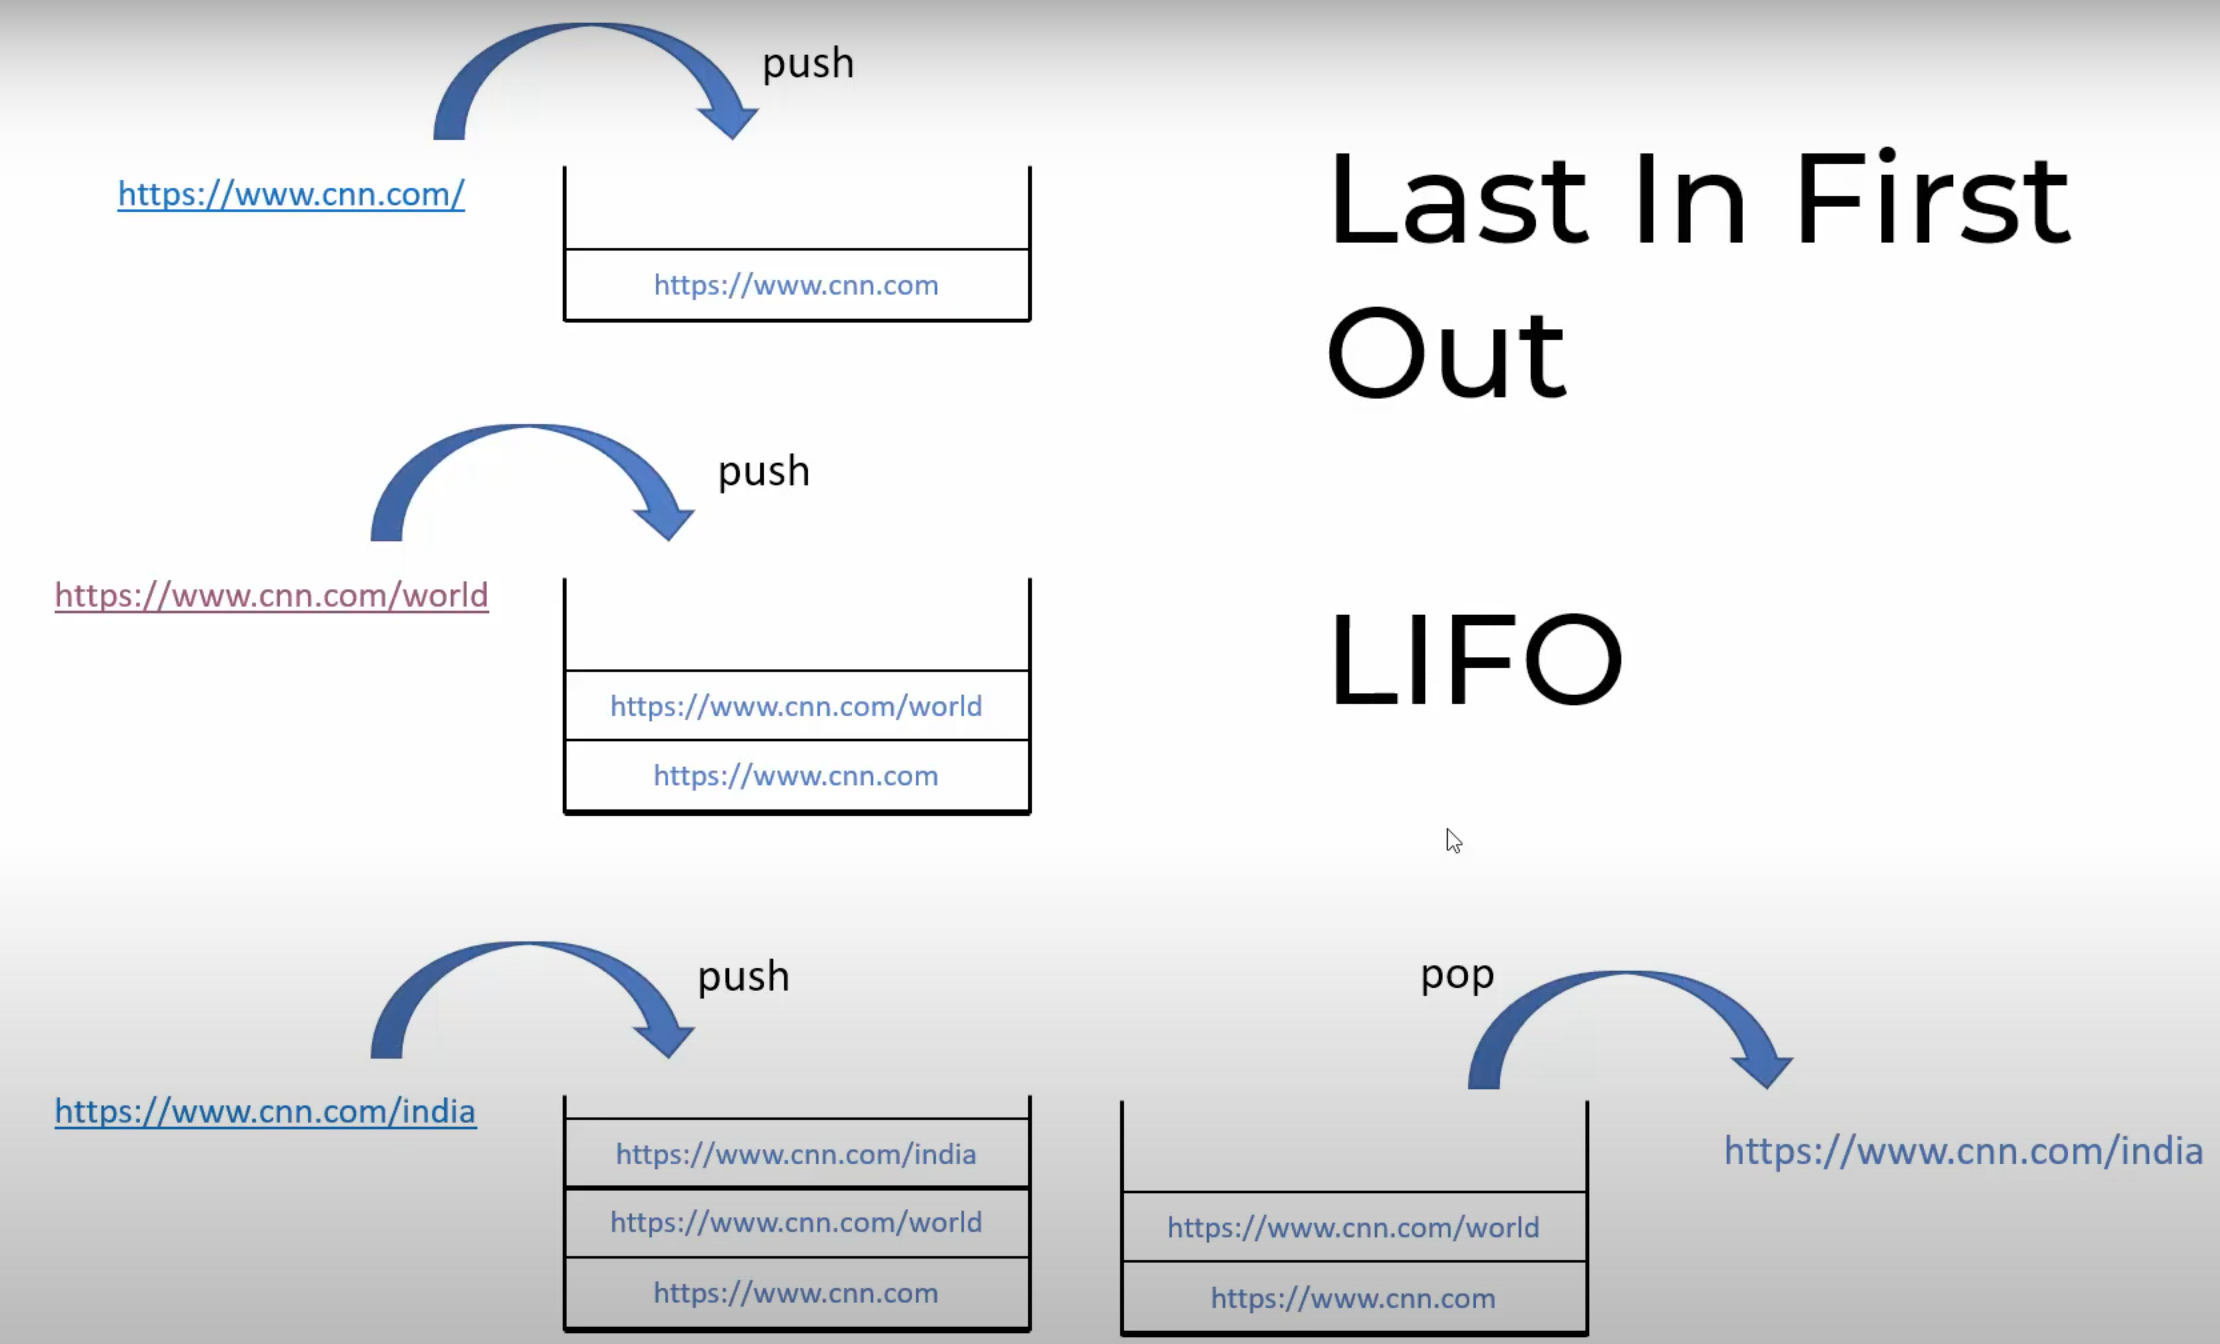 push
https://www.cnn.com/
https://www.cnn.com
Last In First
Out
push
https://www.cnn.com/world
https://www.cnn.com/world
https://www.cnn.com
LIFO
push
https://www.cnn.com/india
https://www.cnn.com/india
https://www.cnn.com/world
https://www.cnn.com
pop
https://www.cnn.com/india
https://www.cnn.com/world
https://www.cnn.com